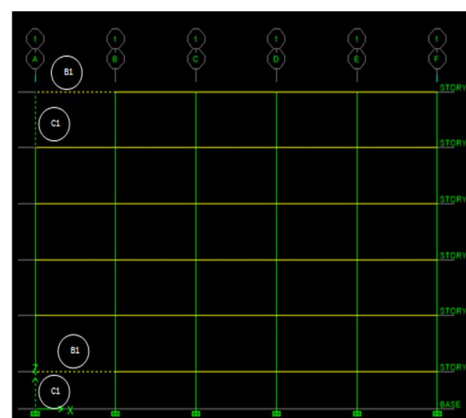 1 1 1 1 1 1
A B C D E F
B1
STORY
C1
STORY
STORY
STORY
STORY
B1
Z
STORY
C1
X
BASE